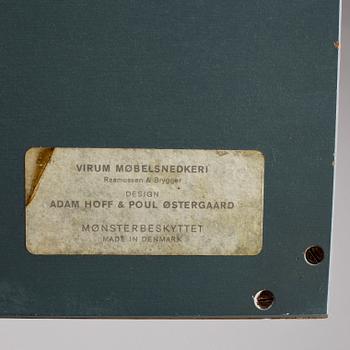 VIRUM MØBELSNEDKERI
Rasmussen & Brygger
DESIGN
ADAM HOFF & POUL ØSTERGAARD
MØNSTERBESKYTTET
MADE IN DENMARK